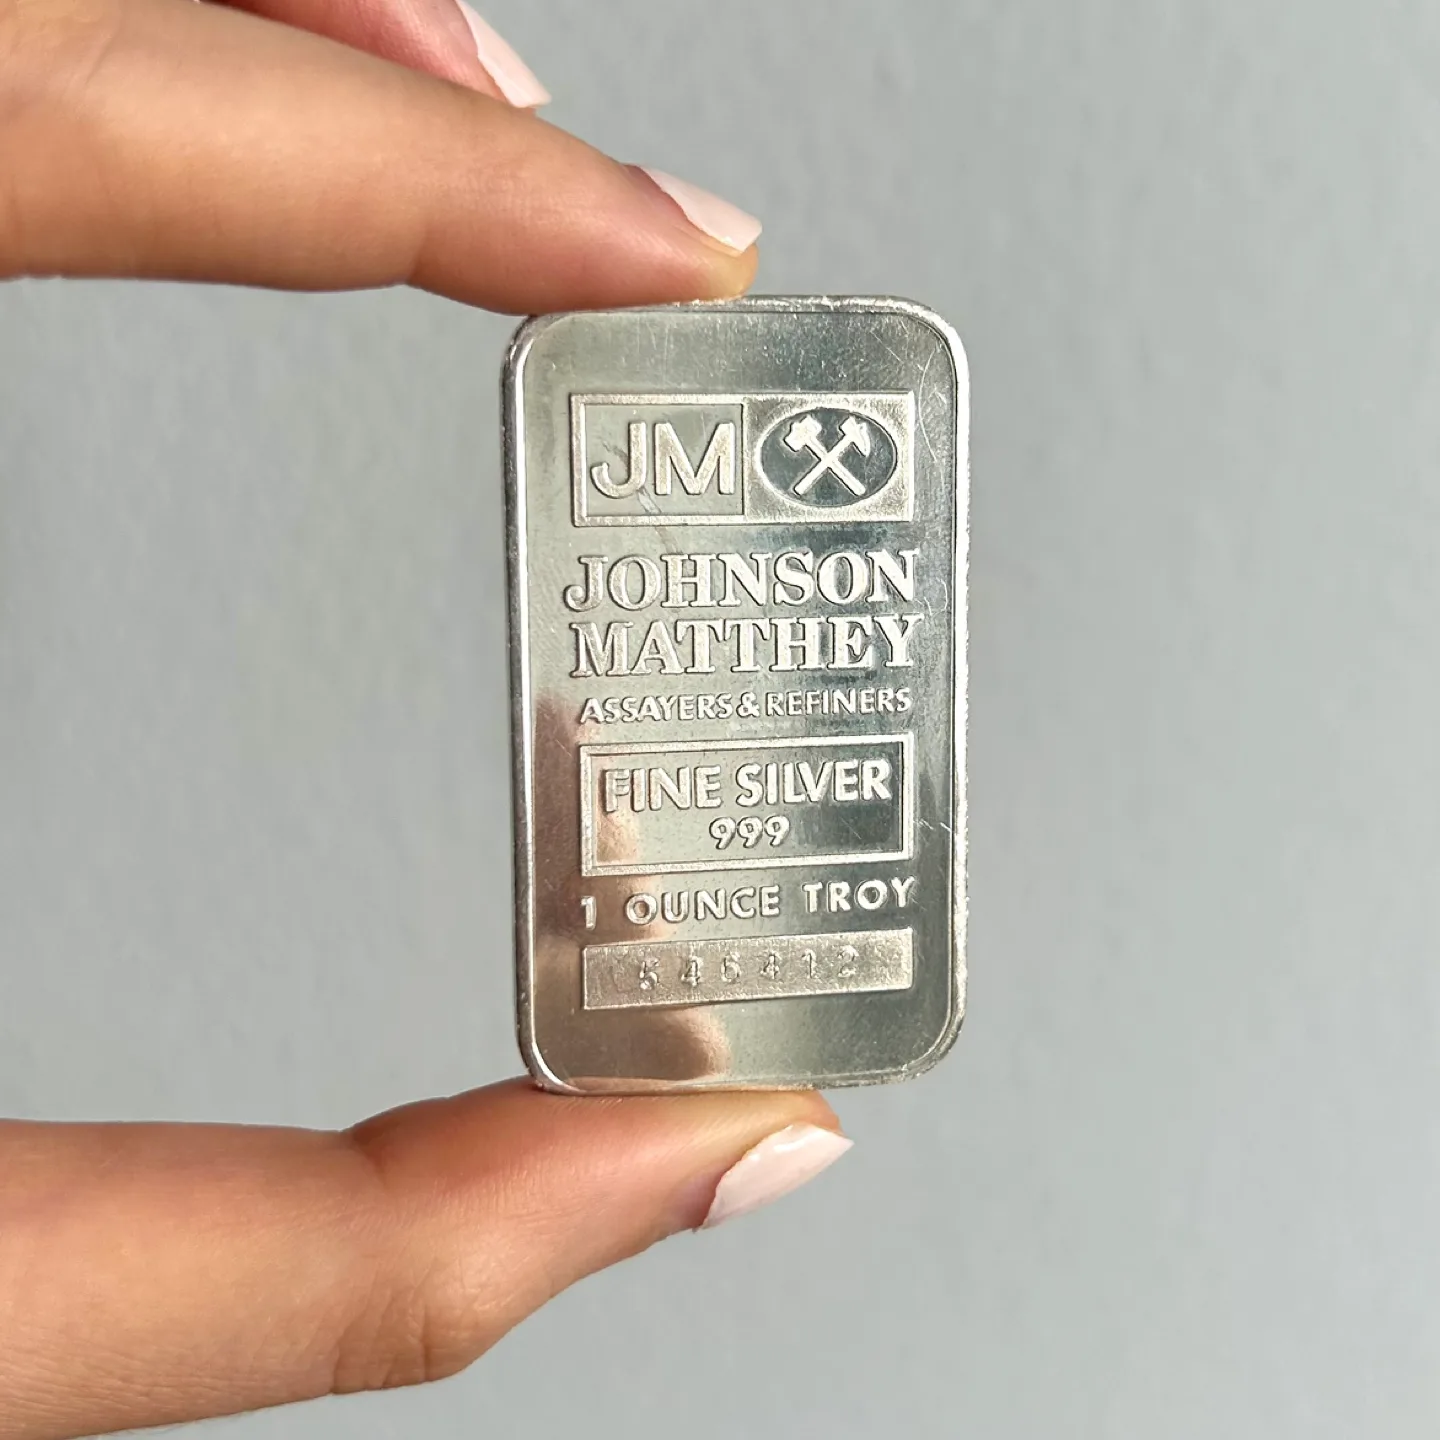 JM
JOHNSON
MATTHEY
ASSAYERS & REFINERS
FINE SILVER
999
1 OUNCE TROY
546412